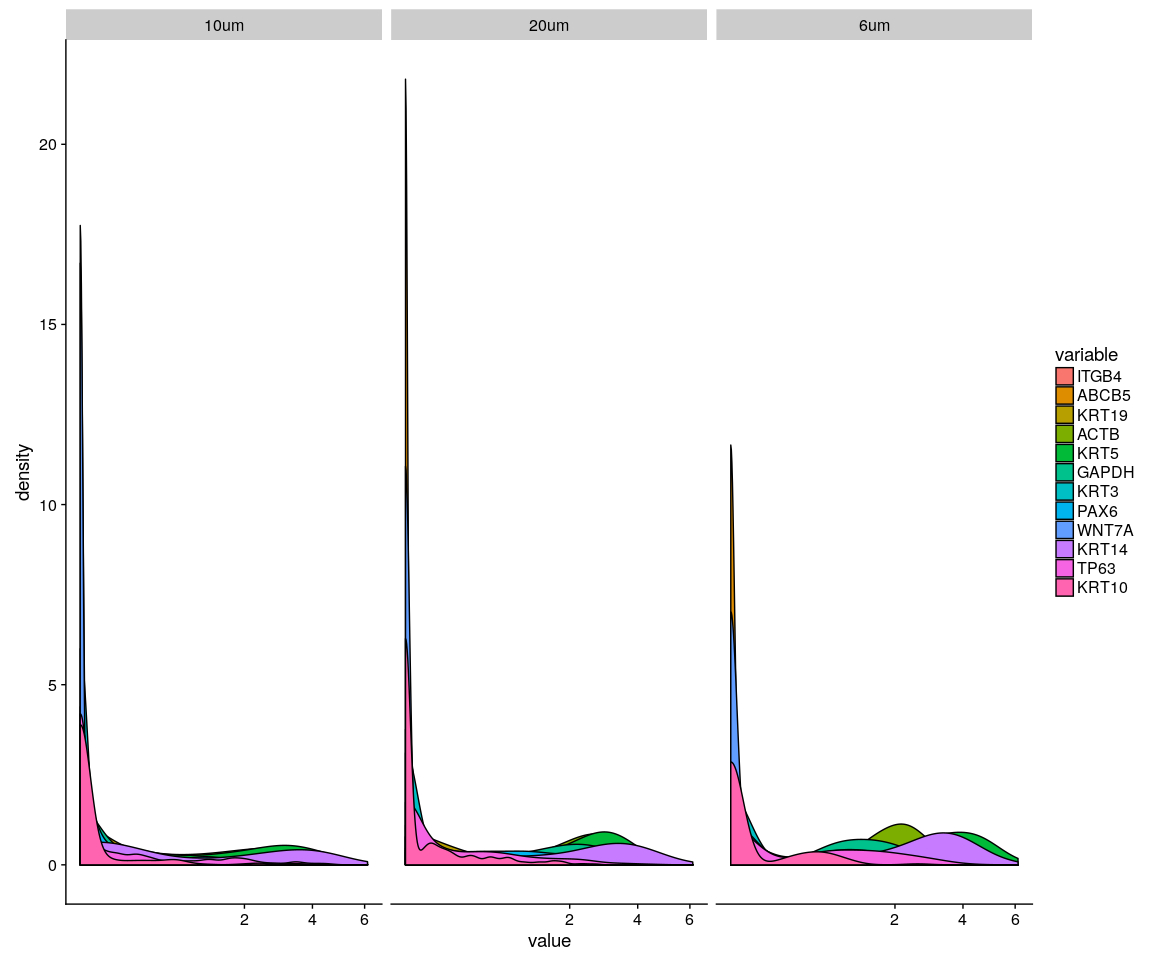 10um 20um 6um
20
15
10
5
0
density
2 4 6 2 4 6 2 4 6
value
variable
ITGB4
ABCB5
KRT19
ACTB
KRT5
GAPDH
KRT3
PAX6
WNT7A
KRT14
TP63
KRT10